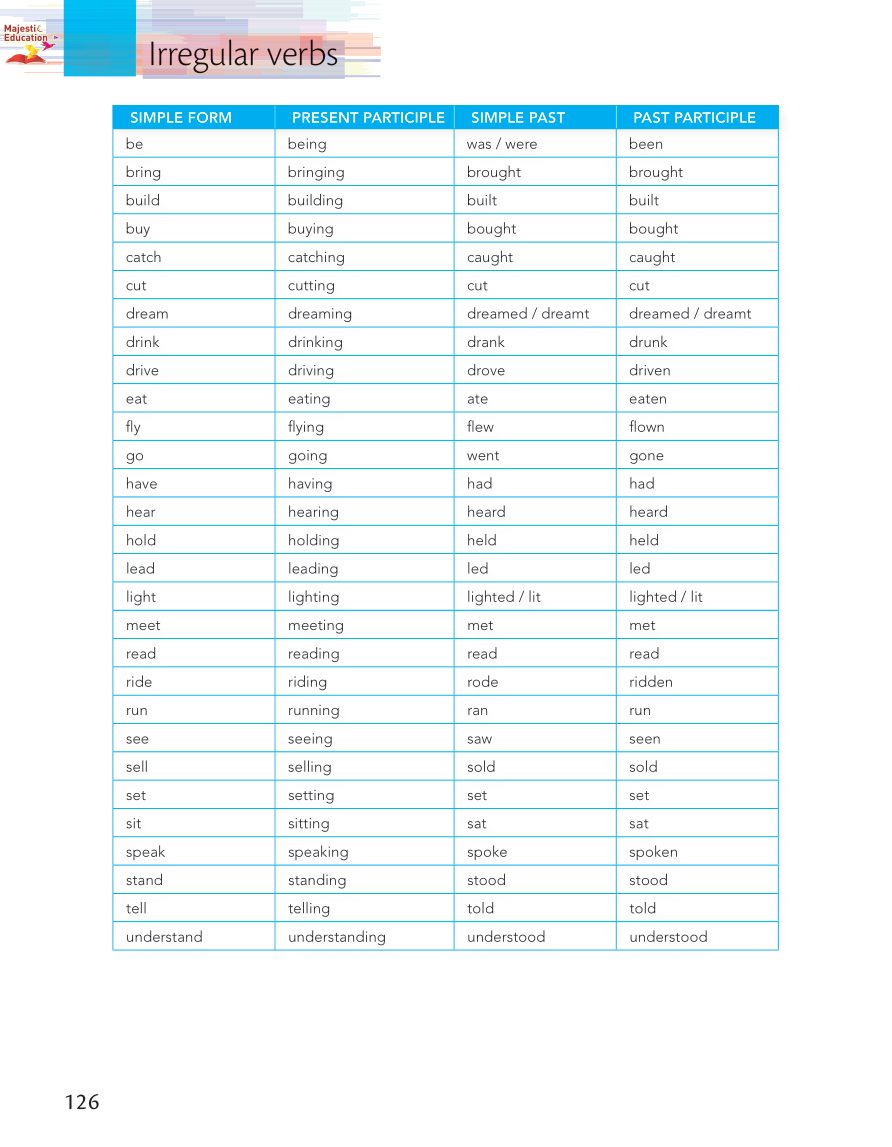 Majestic
Education
Irregular verbs
SIMPLE FORM PRESENT PARTICIPLE SIMPLE PAST PAST PARTICIPLE
be being was / were been
bring bringing brought brought
build building built built
buy buying bought bought
catch catching caught caught
cut cutting cut cut
dream dreaming dreamed / dreamt dreamed / dreamt
drink drinking drank drunk
drive driving drove driven
eat eating ate eaten
fly flying flew flown
go going went gone
have having had had
hear hearing heard heard
hold holding held held
lead leading led led
light lighting lighted / lit lighted / lit
meet meeting met met
read reading read read
ride riding rode ridden
run running ran run
see seeing saw seen
sell selling sold sold
set setting set set
sit sitting sat sat
speak speaking spoke spoken
stand standing stood stood
tell telling told told
understand understanding understood understood
126